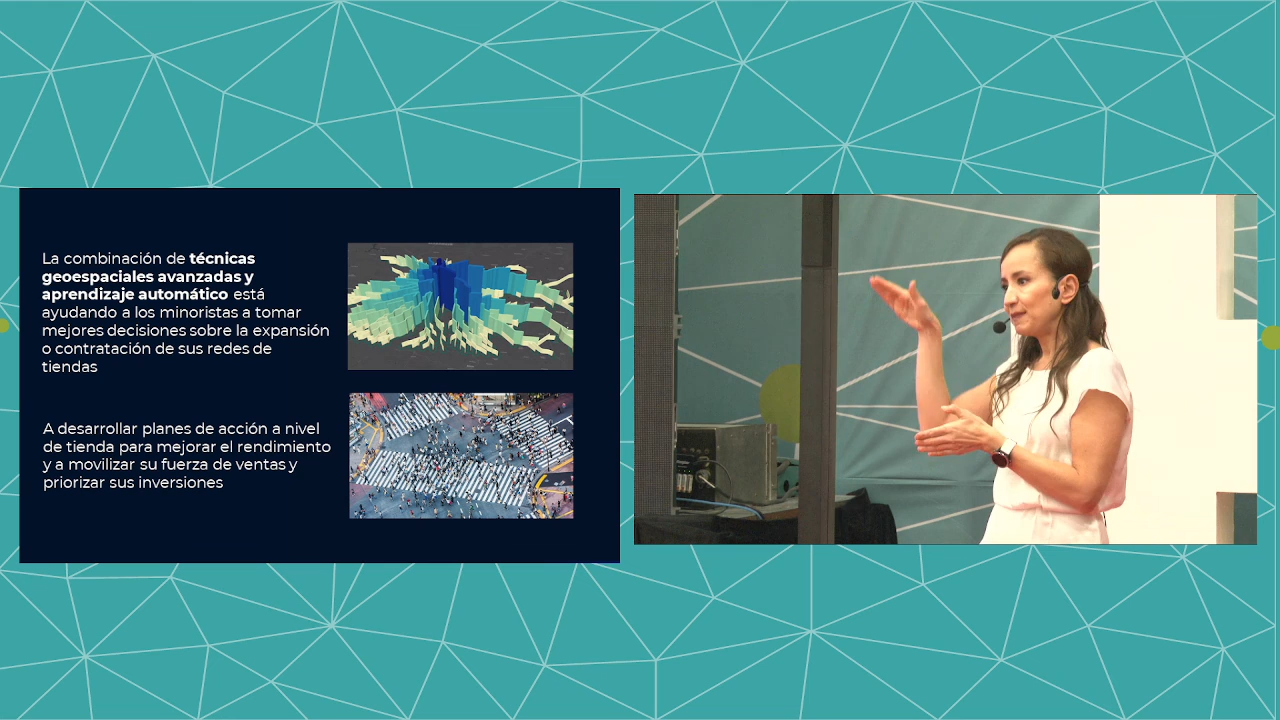 La combinación de técnicas
geoespaciales avanzadas y
aprendizaje automático está
ayudando a los minoristas a tomar
mejores decisiones sobre la expansión
o contratación de sus redes de
tiendas
A desarrollar planes de acción a nivel
de tienda para mejorar el rendimiento
y a movilizar su fuerza de ventas y
priorizar sus inversiones